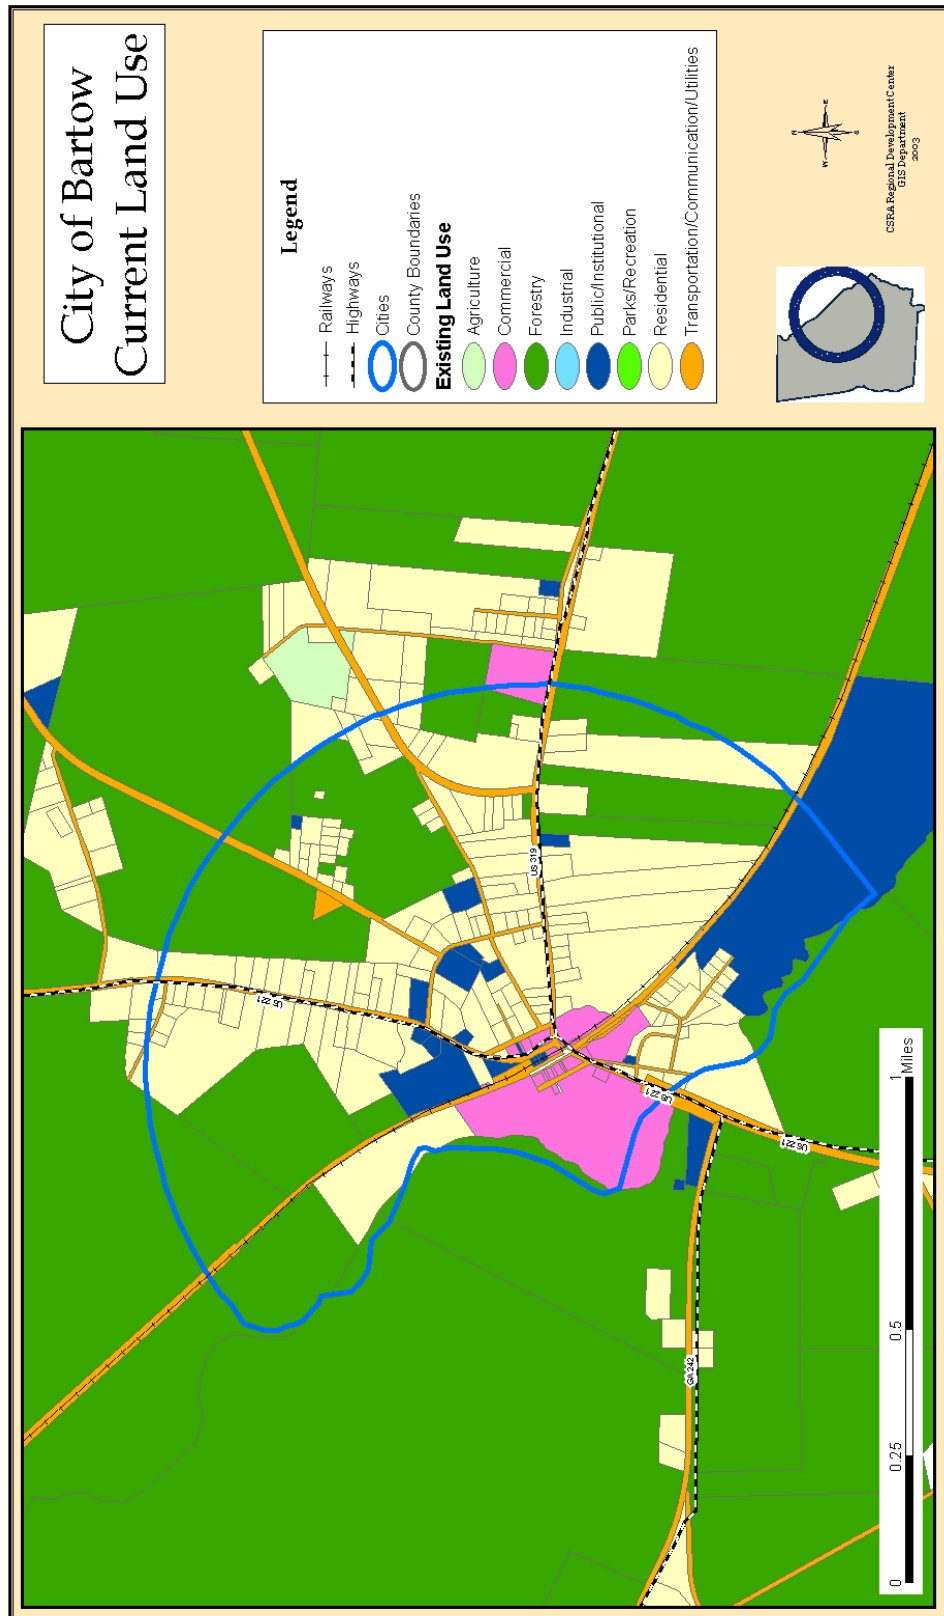 City of Bartow
Current Land Use
Legend
Railways
Highways
Cities
County Boundaries
Existing Land Use
Agriculture
Commercial
Forestry
Industrial
Public/Institutional
Parks/Recreation
Residential
Transportation/Communication/Utilities
N
W
E
S
CSRA Regional Development Center
GIS Department
2003
US 221
US 319
US 221
US 221
GA 242
0
0.25
0.5
1
Miles